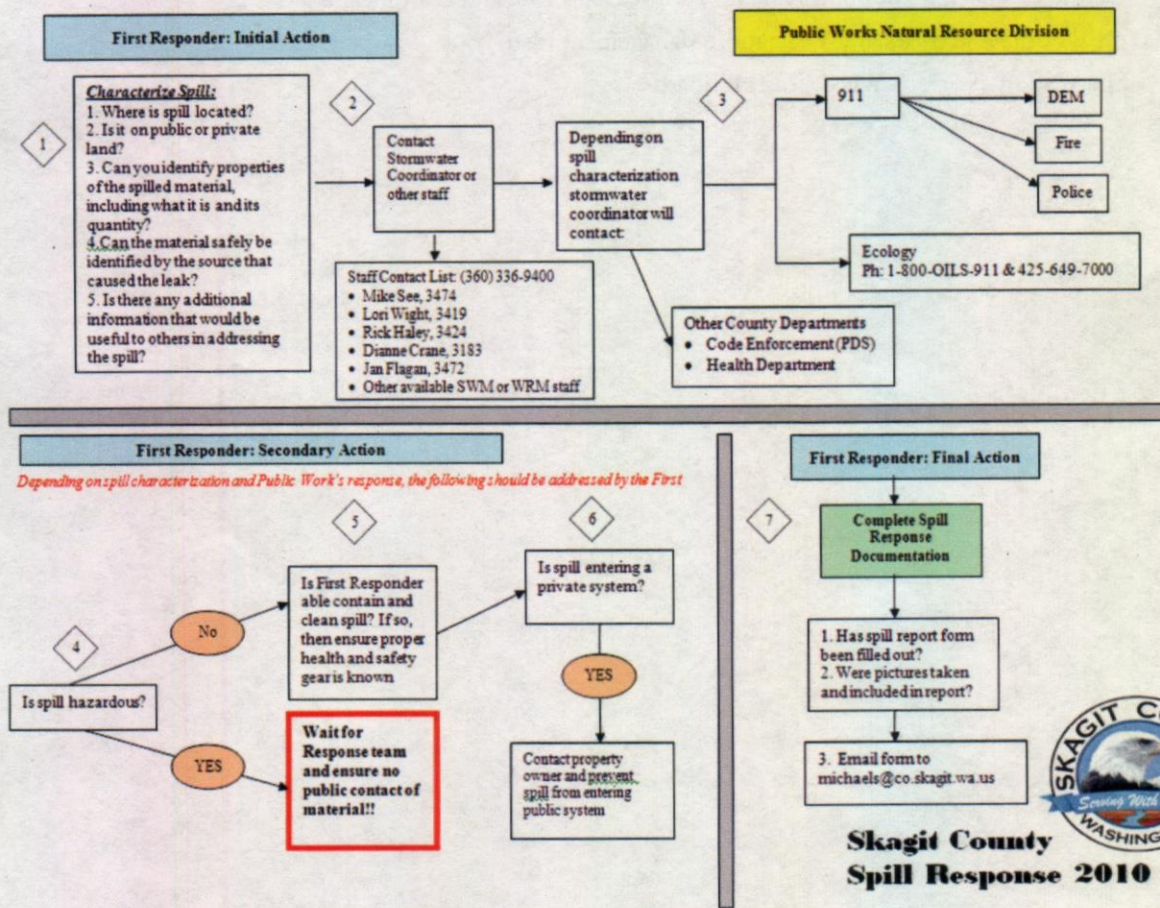 First Responder: Initial Action
Public Works Natural Resource Division
1
Characterize Spill:
1. Where is spill located?
2. Is it on public or private
land?
3. Can you identify properties
of the spilled material,
including what it is and its
quantity?
4.Can the material safely be
identified by the source that
caused the leak?
5. Is there any additional
information that would be
useful to others in addressing
the spill?
2
Contact
Stormwater
Coordinator or
other staff
Staff Contact List: (360) 336-9400
• Mike See, 3474
• Lori Wight, 3419
• Rick Haley, 3424
• Dianne Crane, 3183
• Jan Flagan, 3472
• Other available SWM or WRM staff
Depending on
spill
characterization
stormwater
coordinator will
contact:
3
911
DEM
Fire
Police
Ecology
Ph: 1-800-OILS-911 & 425-649-7000
Other County Departments
• Code Enforcement (PDS)
• Health Department
First Responder: Secondary Action
Depending on spill characterization and Public Work's response, the following should be addressed by the First
4
Is spill hazardous?
No
YES
5
Is First Responder
able contain and
clean spill? If so,
then ensure proper
health and safety
gear is known
Wait for
Response team
and ensure no
public contact of
material!!
6
Is spill entering a
private system?
YES
Contact property
owner and prevent
spill from entering
public system
First Responder: Final Action
7
Complete Spill
Response
Documentation
1. Has spill report form
been filled out?
2. Were pictures taken
and included in report?
3. Email form to
michaels@co.skagit.wa.us
SKAGIT
Serving With
WASHING
Skagit County
Spill Response 2010